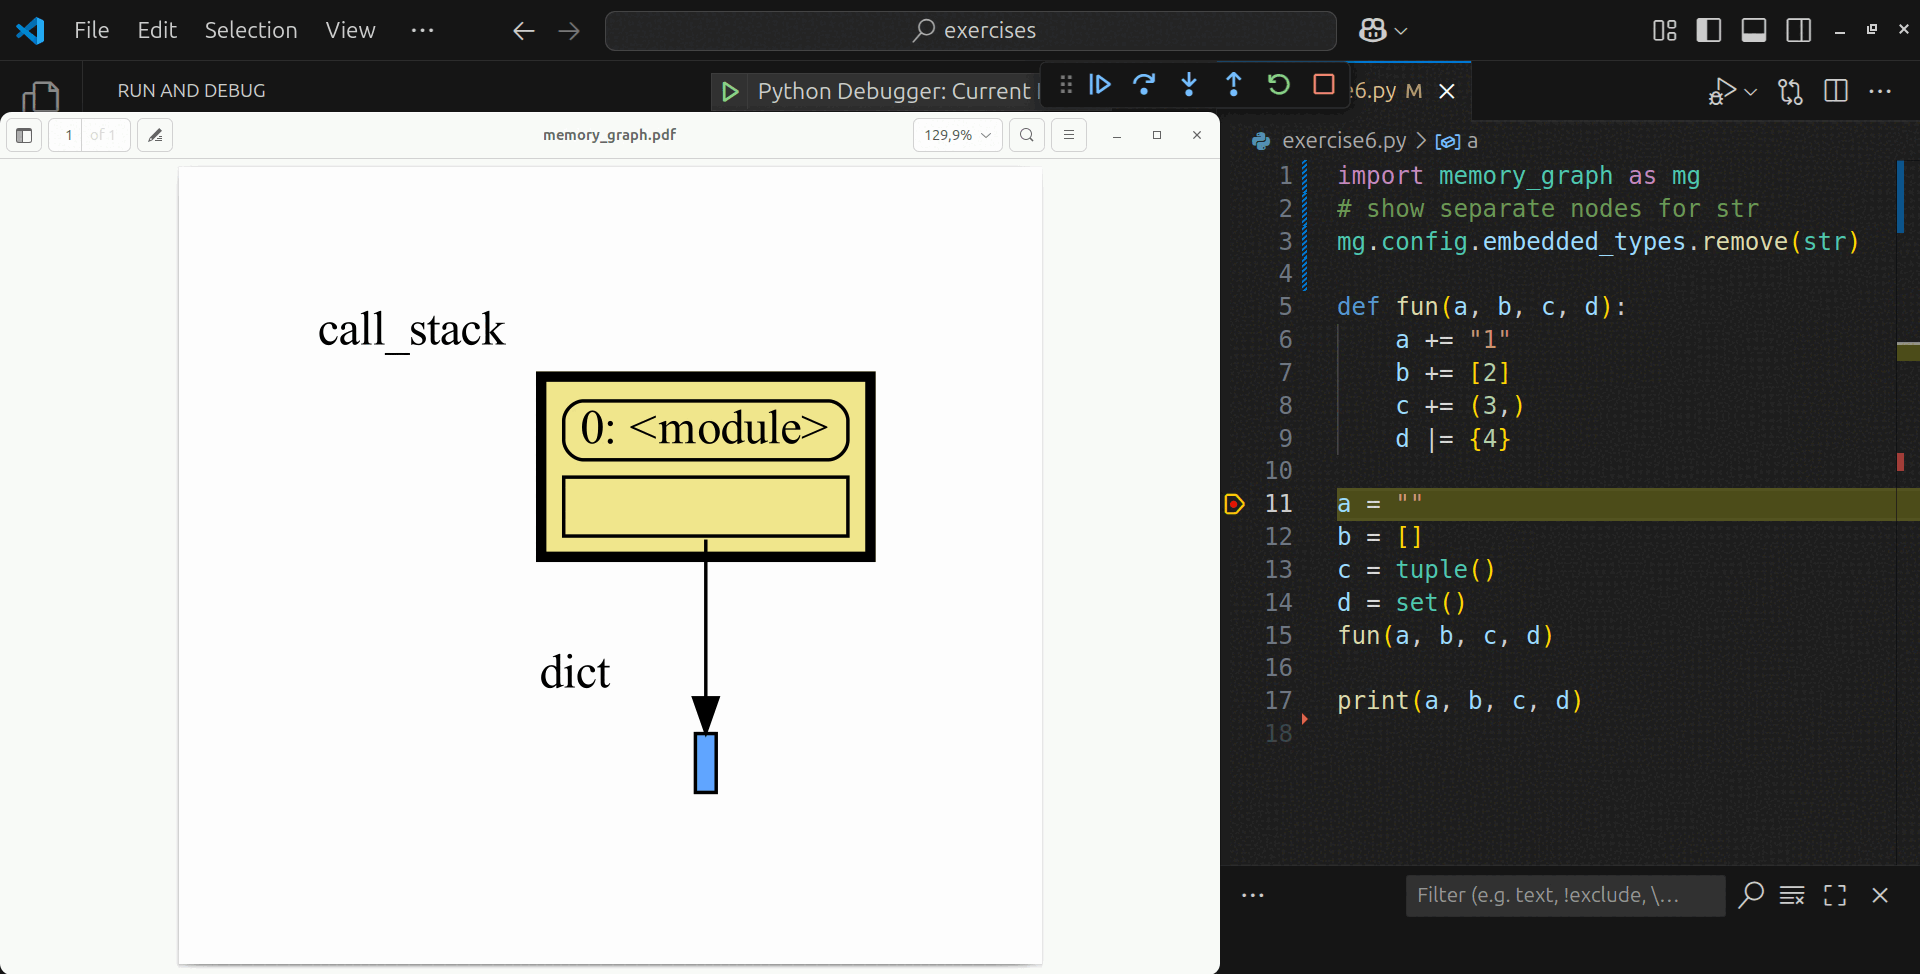 File Edit Selection View ··· exercises
RUN AND DEBUG
Python Debugger: Current
e6.py M
1 of 1
memory_graph.pdf
129,9%
call_stack
0: <module>
dict
exercise6.py > a
1 import memory_graph as mg
2 # show separate nodes for str
3 mg.config.embedded_types.remove(str)
4
5 def fun(a, b, c, d):
6     a += "1"
7     b += [2]
8     c += (3,)
9     d |= {4}
10
11 a = ""
12 b = []
13 c = tuple()
14 d = set()
15 fun(a, b, c, d)
16
17 print(a, b, c, d)
18
Filter (e.g. text, !exclude, \...